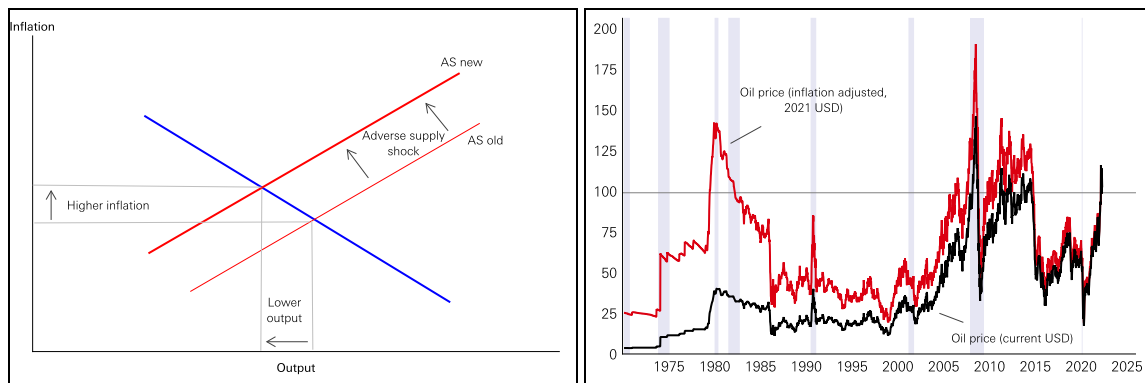 Inflation
AS new
Adverse supply
shock
AS old
Higher inflation
Lower
output
Output
200
175
150
125
100
75
50
25
0
Oil price (inflation adjusted,
2021 USD)
Oil price (current USD)
1975 1980 1985 1990 1995 2000 2005 2010 2015 2020 2025